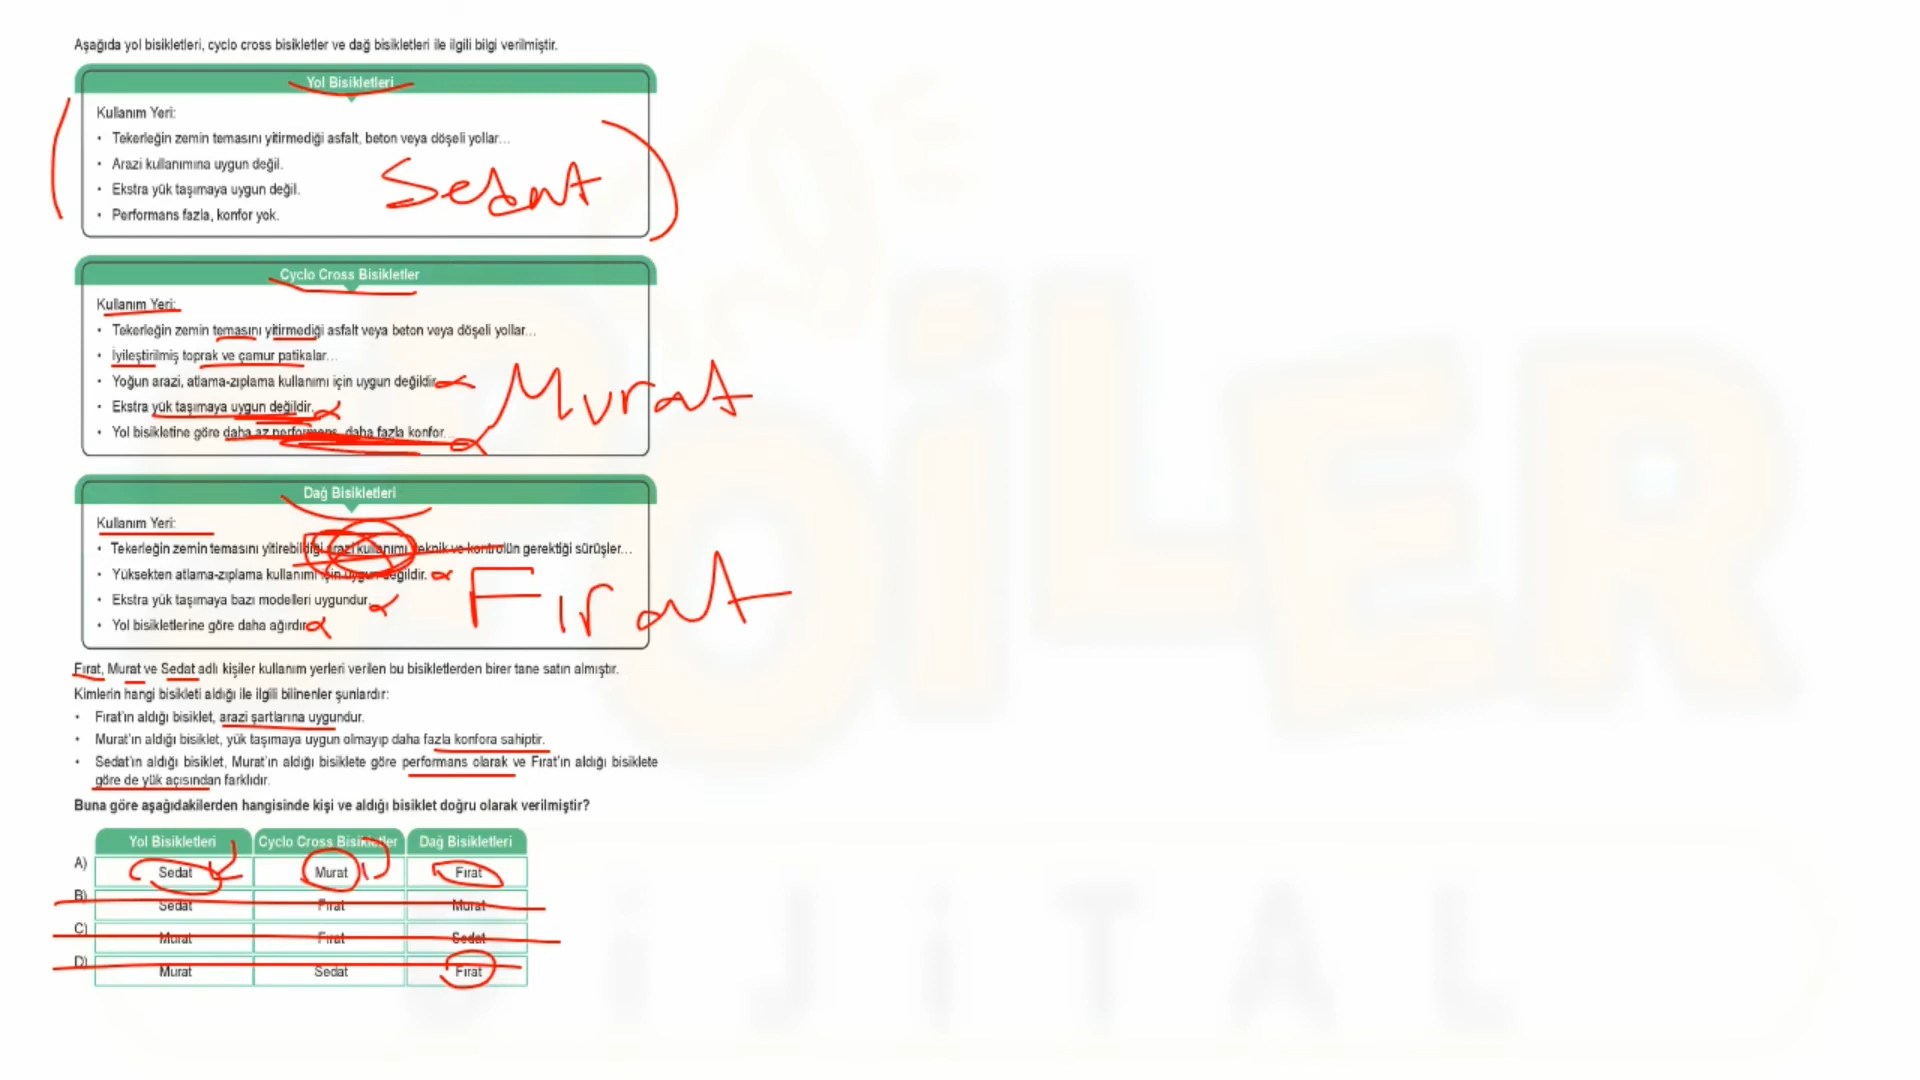 Aşağıda yol bisikletleri, cyclo cross bisikletler ve dağ bisikletleri ile ilgili bilgi verilmiştir.
Yol Bisikletleri
Kullanım Yeri:
• Tekerleğin zemin temasını yitirmediği asfalt, beton veya döşeli yollar...
• Arazi kullanımına uygun değil.
• Ekstra yük taşımaya uygun değil.
• Performans fazla, konfor yok.
Sedat
Cyclo Cross Bisikletler
Kullanım Yeri:
• Tekerleğin zemin temasını yitirmediği asfalt veya beton veya döşeli yollar...
• İyileştirilmiş toprak ve çamur patikalar...
• Yoğun arazi, atlama-zıplama kullanımı için uygun değildir.
• Ekstra yük taşımaya uygun değildir.
• Yol bisikletine göre daha az performans, daha fazla konfor...
Murat
Dağ Bisikletleri
Kullanım Yeri:
• Tekerleğin zemin temasını yitirebildiği arazi kullanımı, teknik ve kontrolün gerektiği sürüşler...
• Yüksekten atlama-zıplama kullanımı için uygun değildir.
• Ekstra yük taşımaya bazı modelleri uygundur.
• Yol bisikletlerine göre daha ağırdır.
Fırat
Fırat, Murat ve Sedat adlı kişiler kullanım yerleri verilen bu bisikletlerden birer tane satın almıştır.
Kimlerin hangi bisikleti aldığı ile ilgili bilinenler şunlardır:
• Fırat'ın aldığı bisiklet, arazi şartlarına uygundur.
• Murat'ın aldığı bisiklet, yük taşımaya uygun olmayıp daha fazla konfora sahiptir.
• Sedat'ın aldığı bisiklet, Murat'ın aldığı bisiklete göre performans olarak ve Fırat'ın aldığı bisiklete
göre de yük açısından farklıdır.
Buna göre aşağıdakilerden hangisinde kişi ve aldığı bisiklet doğru olarak verilmiştir?
Yol Bisikletleri Cyclo Cross Bisikletler Dağ Bisikletleri
A) Sedat Murat Fırat
B) Sedat Fırat Murat
C) Murat Fırat Sedat
D) Murat Sedat Fırat
DİJİTAL